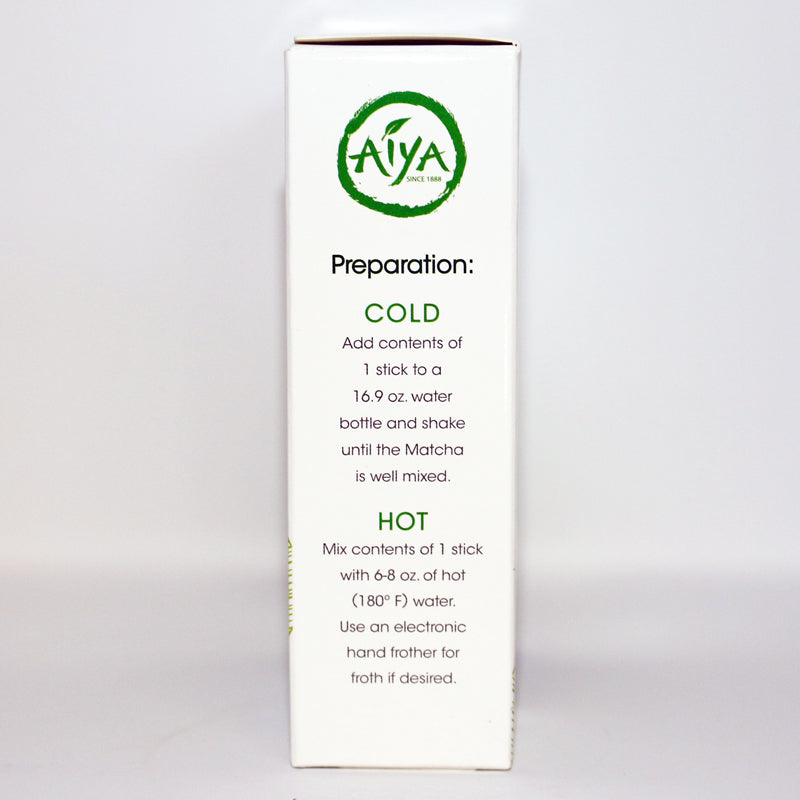 AIYA
SINCE 1888
Preparation:
COLD
Add contents of
1 stick to a
16.9 oz. water
bottle and shake
until the Matcha
is well mixed.
HOT
Mix contents of 1 stick
with 6-8 oz. of hot
(180° F) water.
Use an electronic
hand frother for
froth if desired.